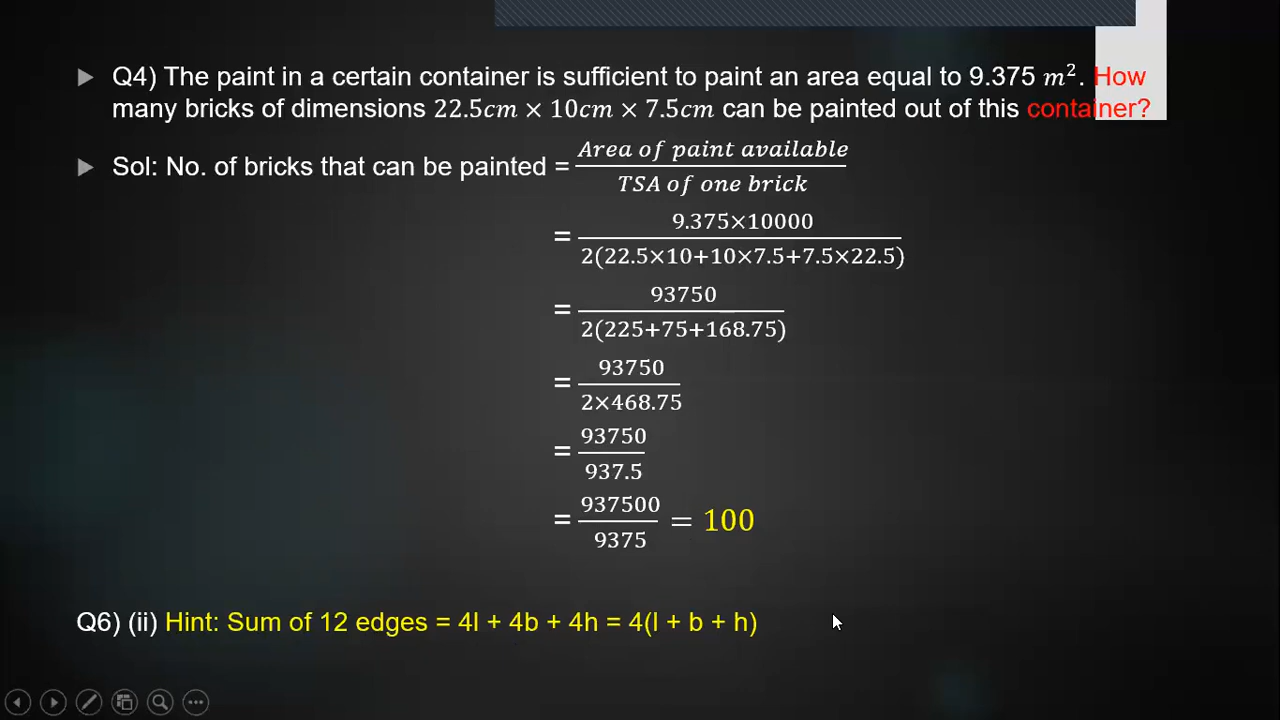 Q4) The paint in a certain container is sufficient to paint an area equal to 9.375 m². How
many bricks of dimensions 22.5cm × 10cm × 7.5cm can be painted out of this container?
Sol: No. of bricks that can be painted = Area of paint available / TSA of one brick
= 9.375×10000 / 2(22.5×10+10×7.5+7.5×22.5)
= 93750 / 2(225+75+168.75)
= 93750 / 2×468.75
= 93750 / 937.5
= 937500 / 9375 = 100
Q6) (ii) Hint: Sum of 12 edges = 4l + 4b + 4h = 4(l + b + h)